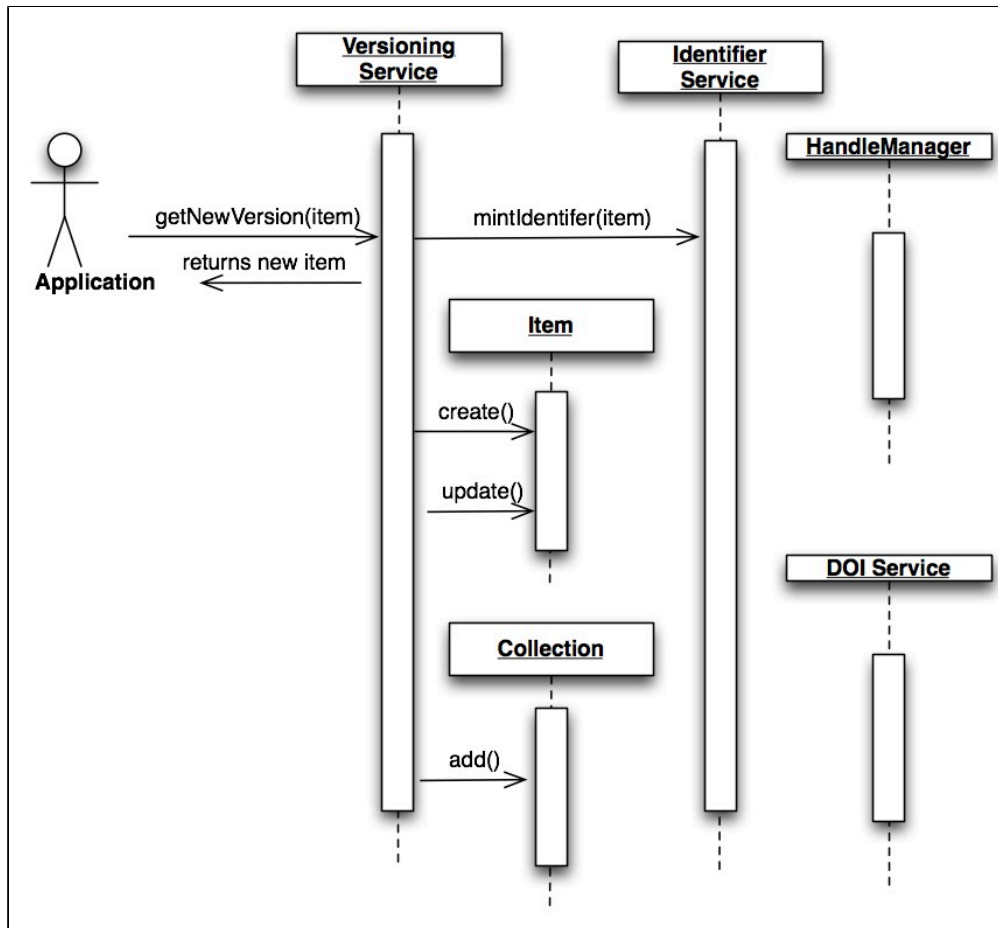 Versioning
Service
Identifier
Service
HandleManager
getNewVersion(item)
mintIdentifer(item)
returns new item
Application
Item
create()
update()
DOI Service
Collection
add()